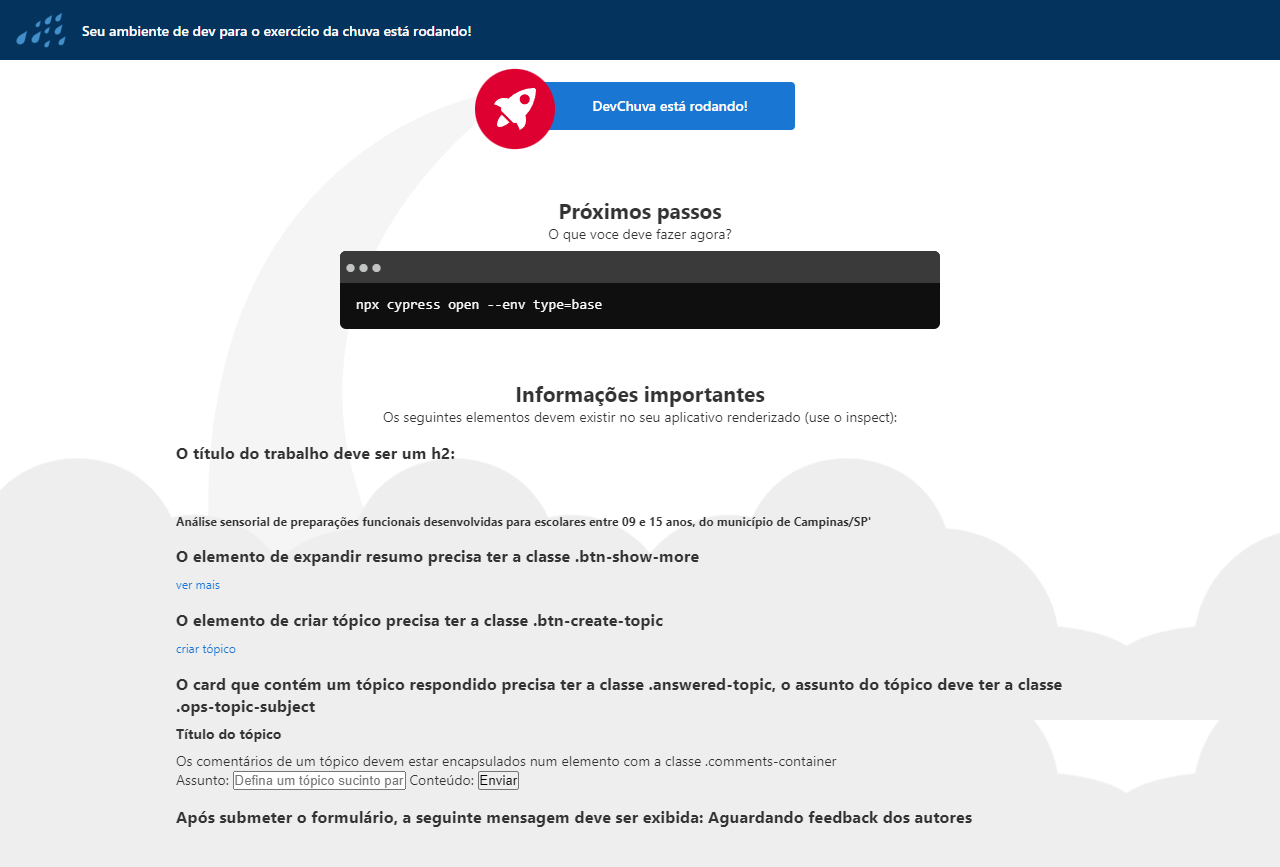 Seu ambiente de dev para o exercício da chuva está rodando!
DevChuva está rodando!
Próximos passos
O que voce deve fazer agora?
npx cypress open --env type=base
Informações importantes
Os seguintes elementos devem existir no seu aplicativo renderizado (use o inspect):
O título do trabalho deve ser um h2:
Análise sensorial de preparações funcionais desenvolvidas para escolares entre 09 e 15 anos, do município de Campinas/SP'
O elemento de expandir resumo precisa ter a classe .btn-show-more
ver mais
O elemento de criar tópico precisa ter a classe .btn-create-topic
criar tópico
O card que contém um tópico respondido precisa ter a classe .answered-topic, o assunto do tópico deve ter a classe
.ops-topic-subject
Título do tópico
Os comentários de um tópico devem estar encapsulados num elemento com a classe .comments-container
Assunto: Defina um tópico sucinto par Conteúdo: Enviar
Após submeter o formulário, a seguinte mensagem deve ser exibida: Aguardando feedback dos autores